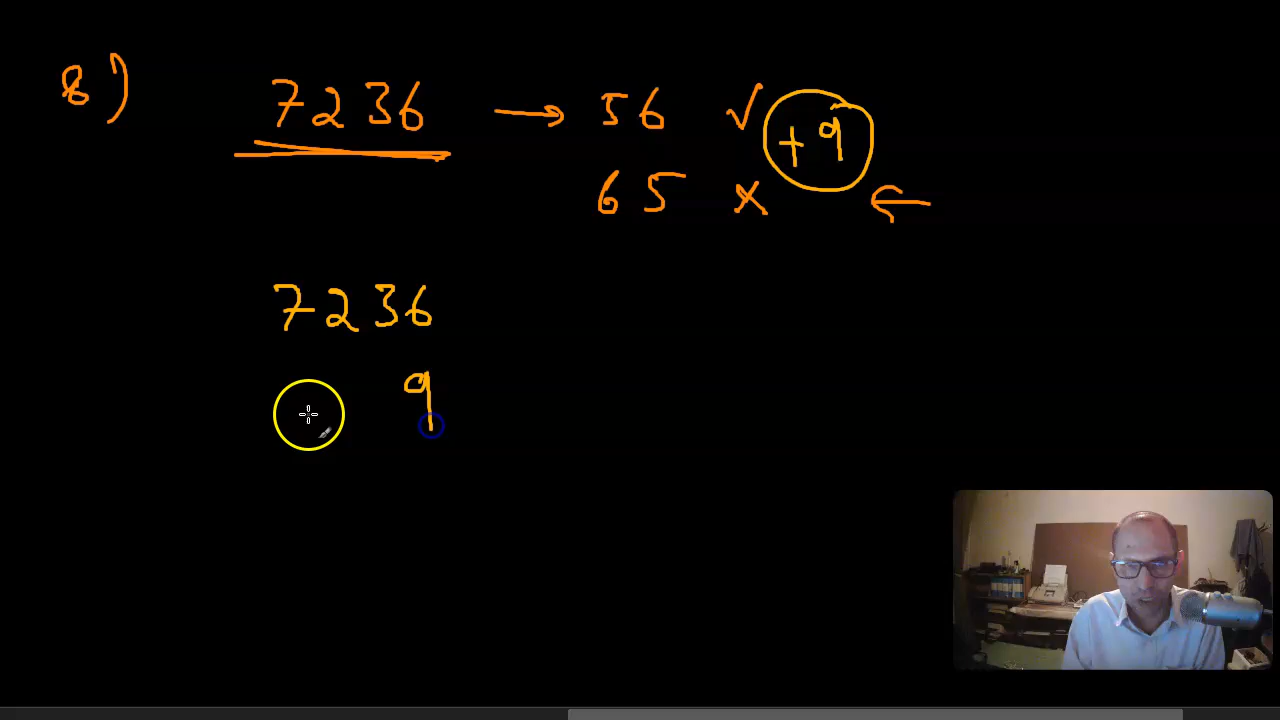 8) 7236 → 56 √ + 9
65 x ←
7236
9